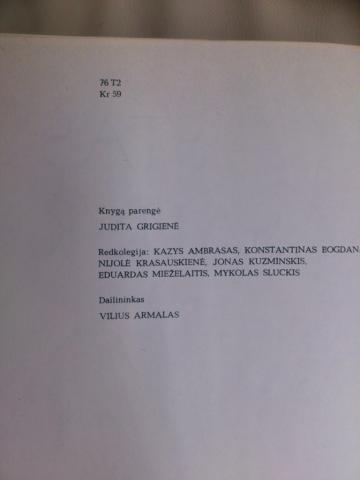 76 T2
Kr 59
Knygą parengė
JUDITA GRIGIENĖ
Redkolegija: KAZYS AMBRASAS, KONSTANTINAS BOGDAN
NIJOLĖ KRASAUSKIENĖ, JONAS KUZMINSKIS,
EDUARDAS MIEŽELAITIS, MYKOLAS SLUCKIS
Dailininkas
VILIUS ARMALAS